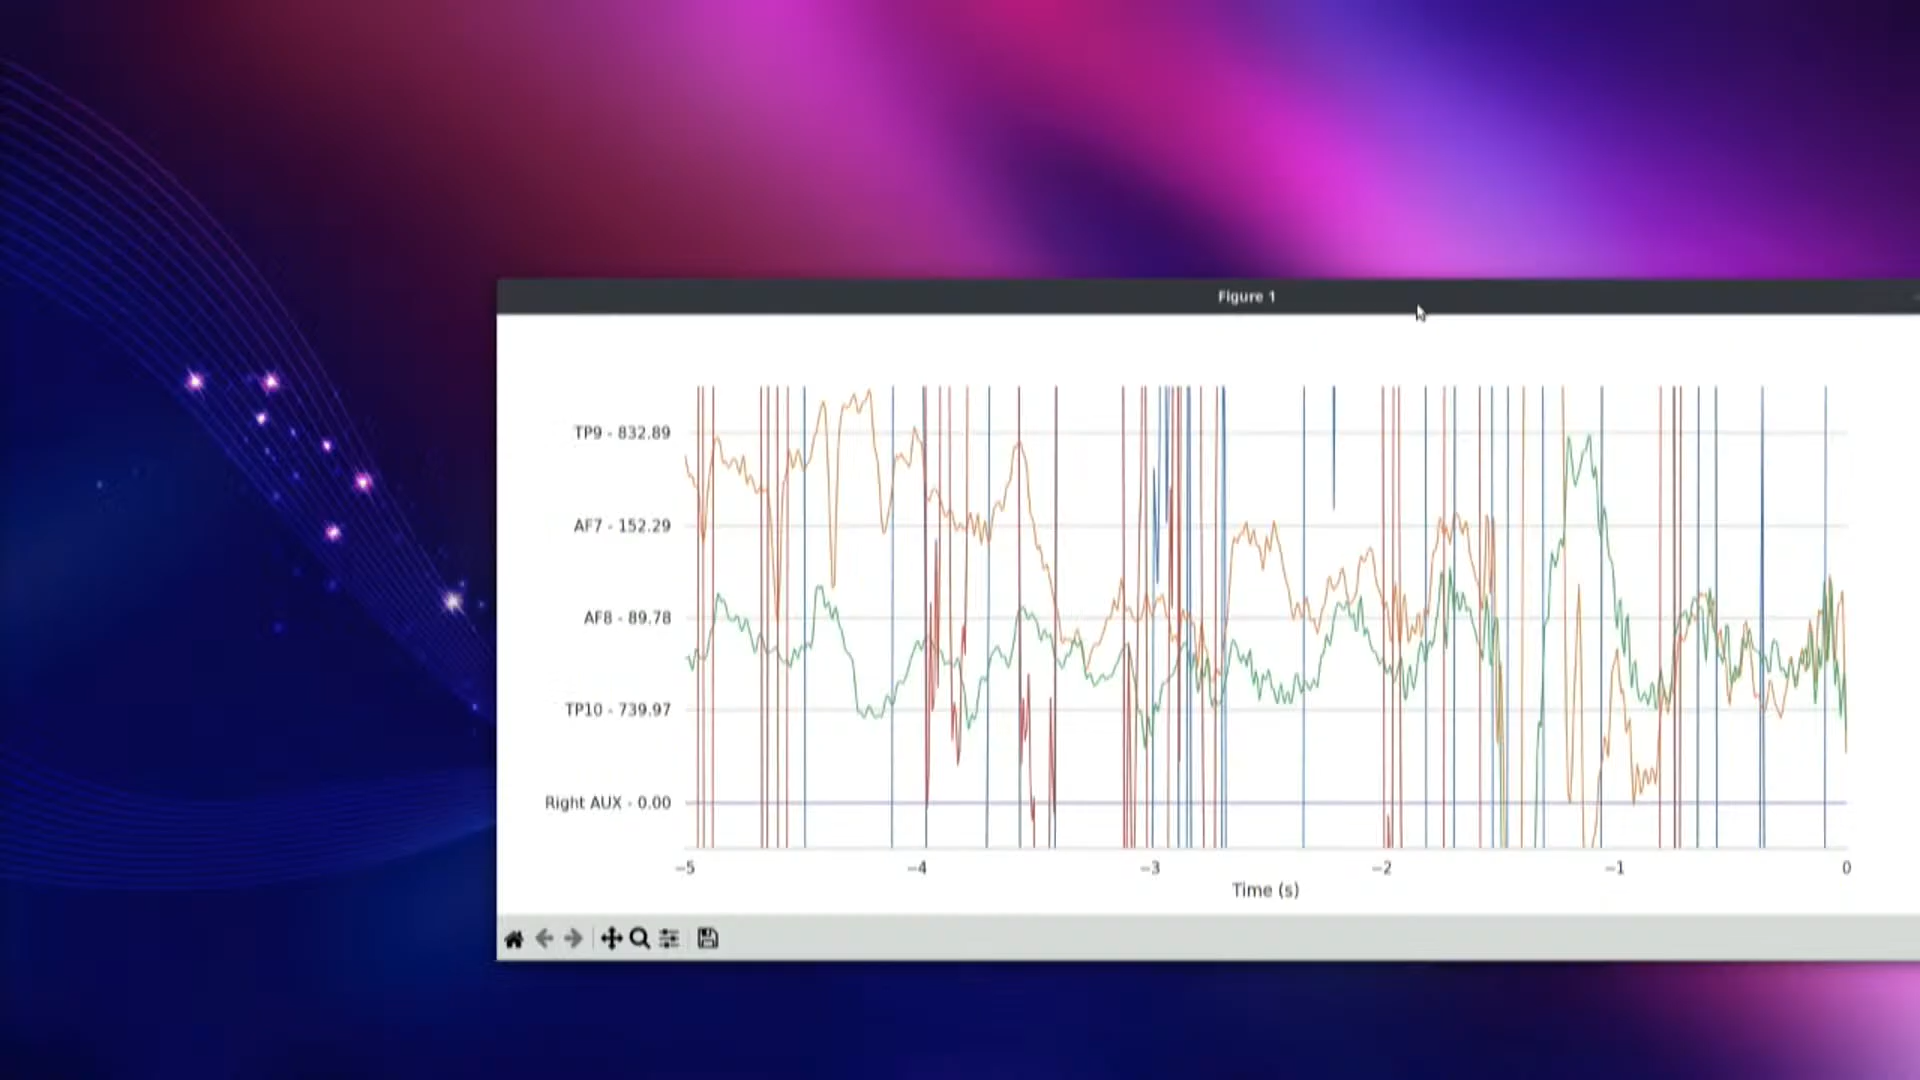 Figure 1
TP9 - 832.89
AF7 - 152.29
AF8 - 89.78
TP10 - 739.97
Right AUX - 0.00
−5 −4 −3 −2 −1 0
Time (s)